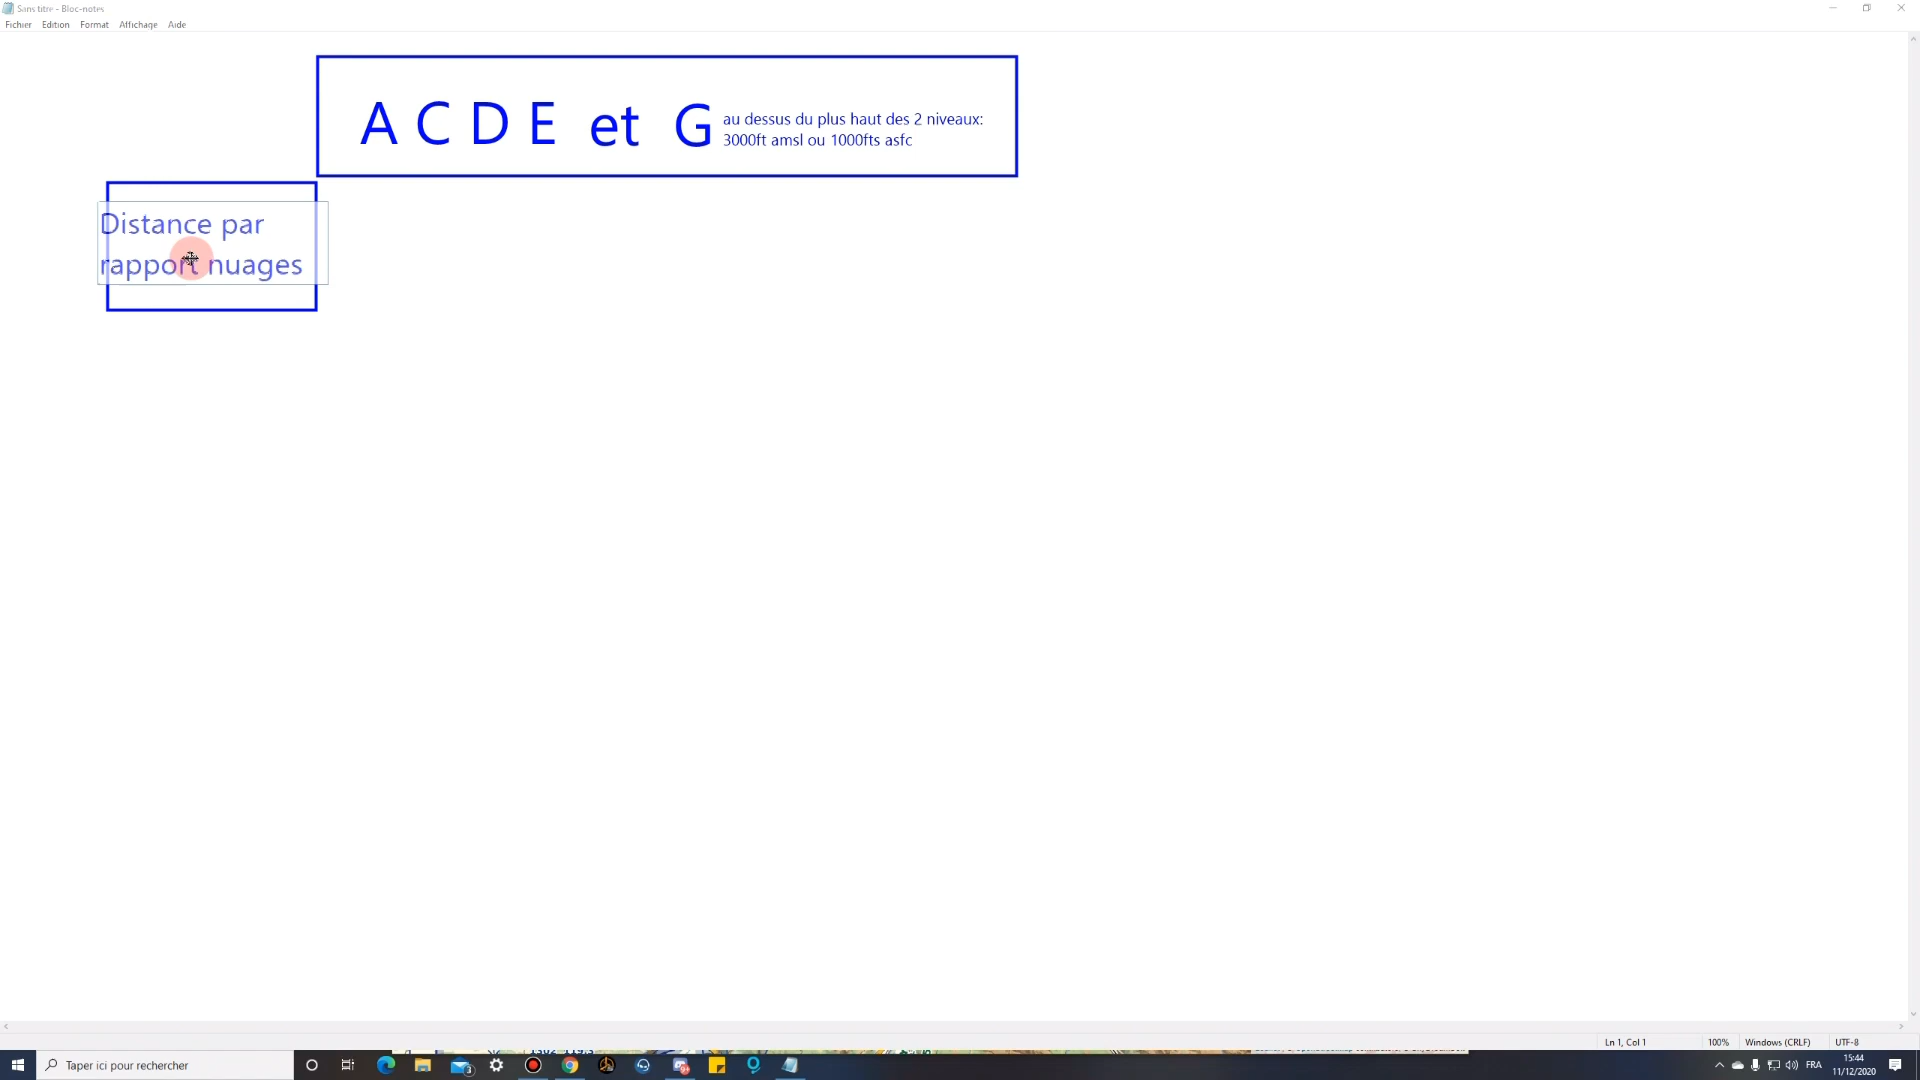 Sans titre - Bloc-notes
Fichier Edition Format Affichage Aide
A C D E et G au dessus du plus haut des 2 niveaux:
3000ft amsl ou 1000fts asfc
Distance par
rapport nuages
Ln 1, Col 1 100% Windows (CRLF) UTF-8
Taper ici pour rechercher
3
FRA
15:44
11/12/2020